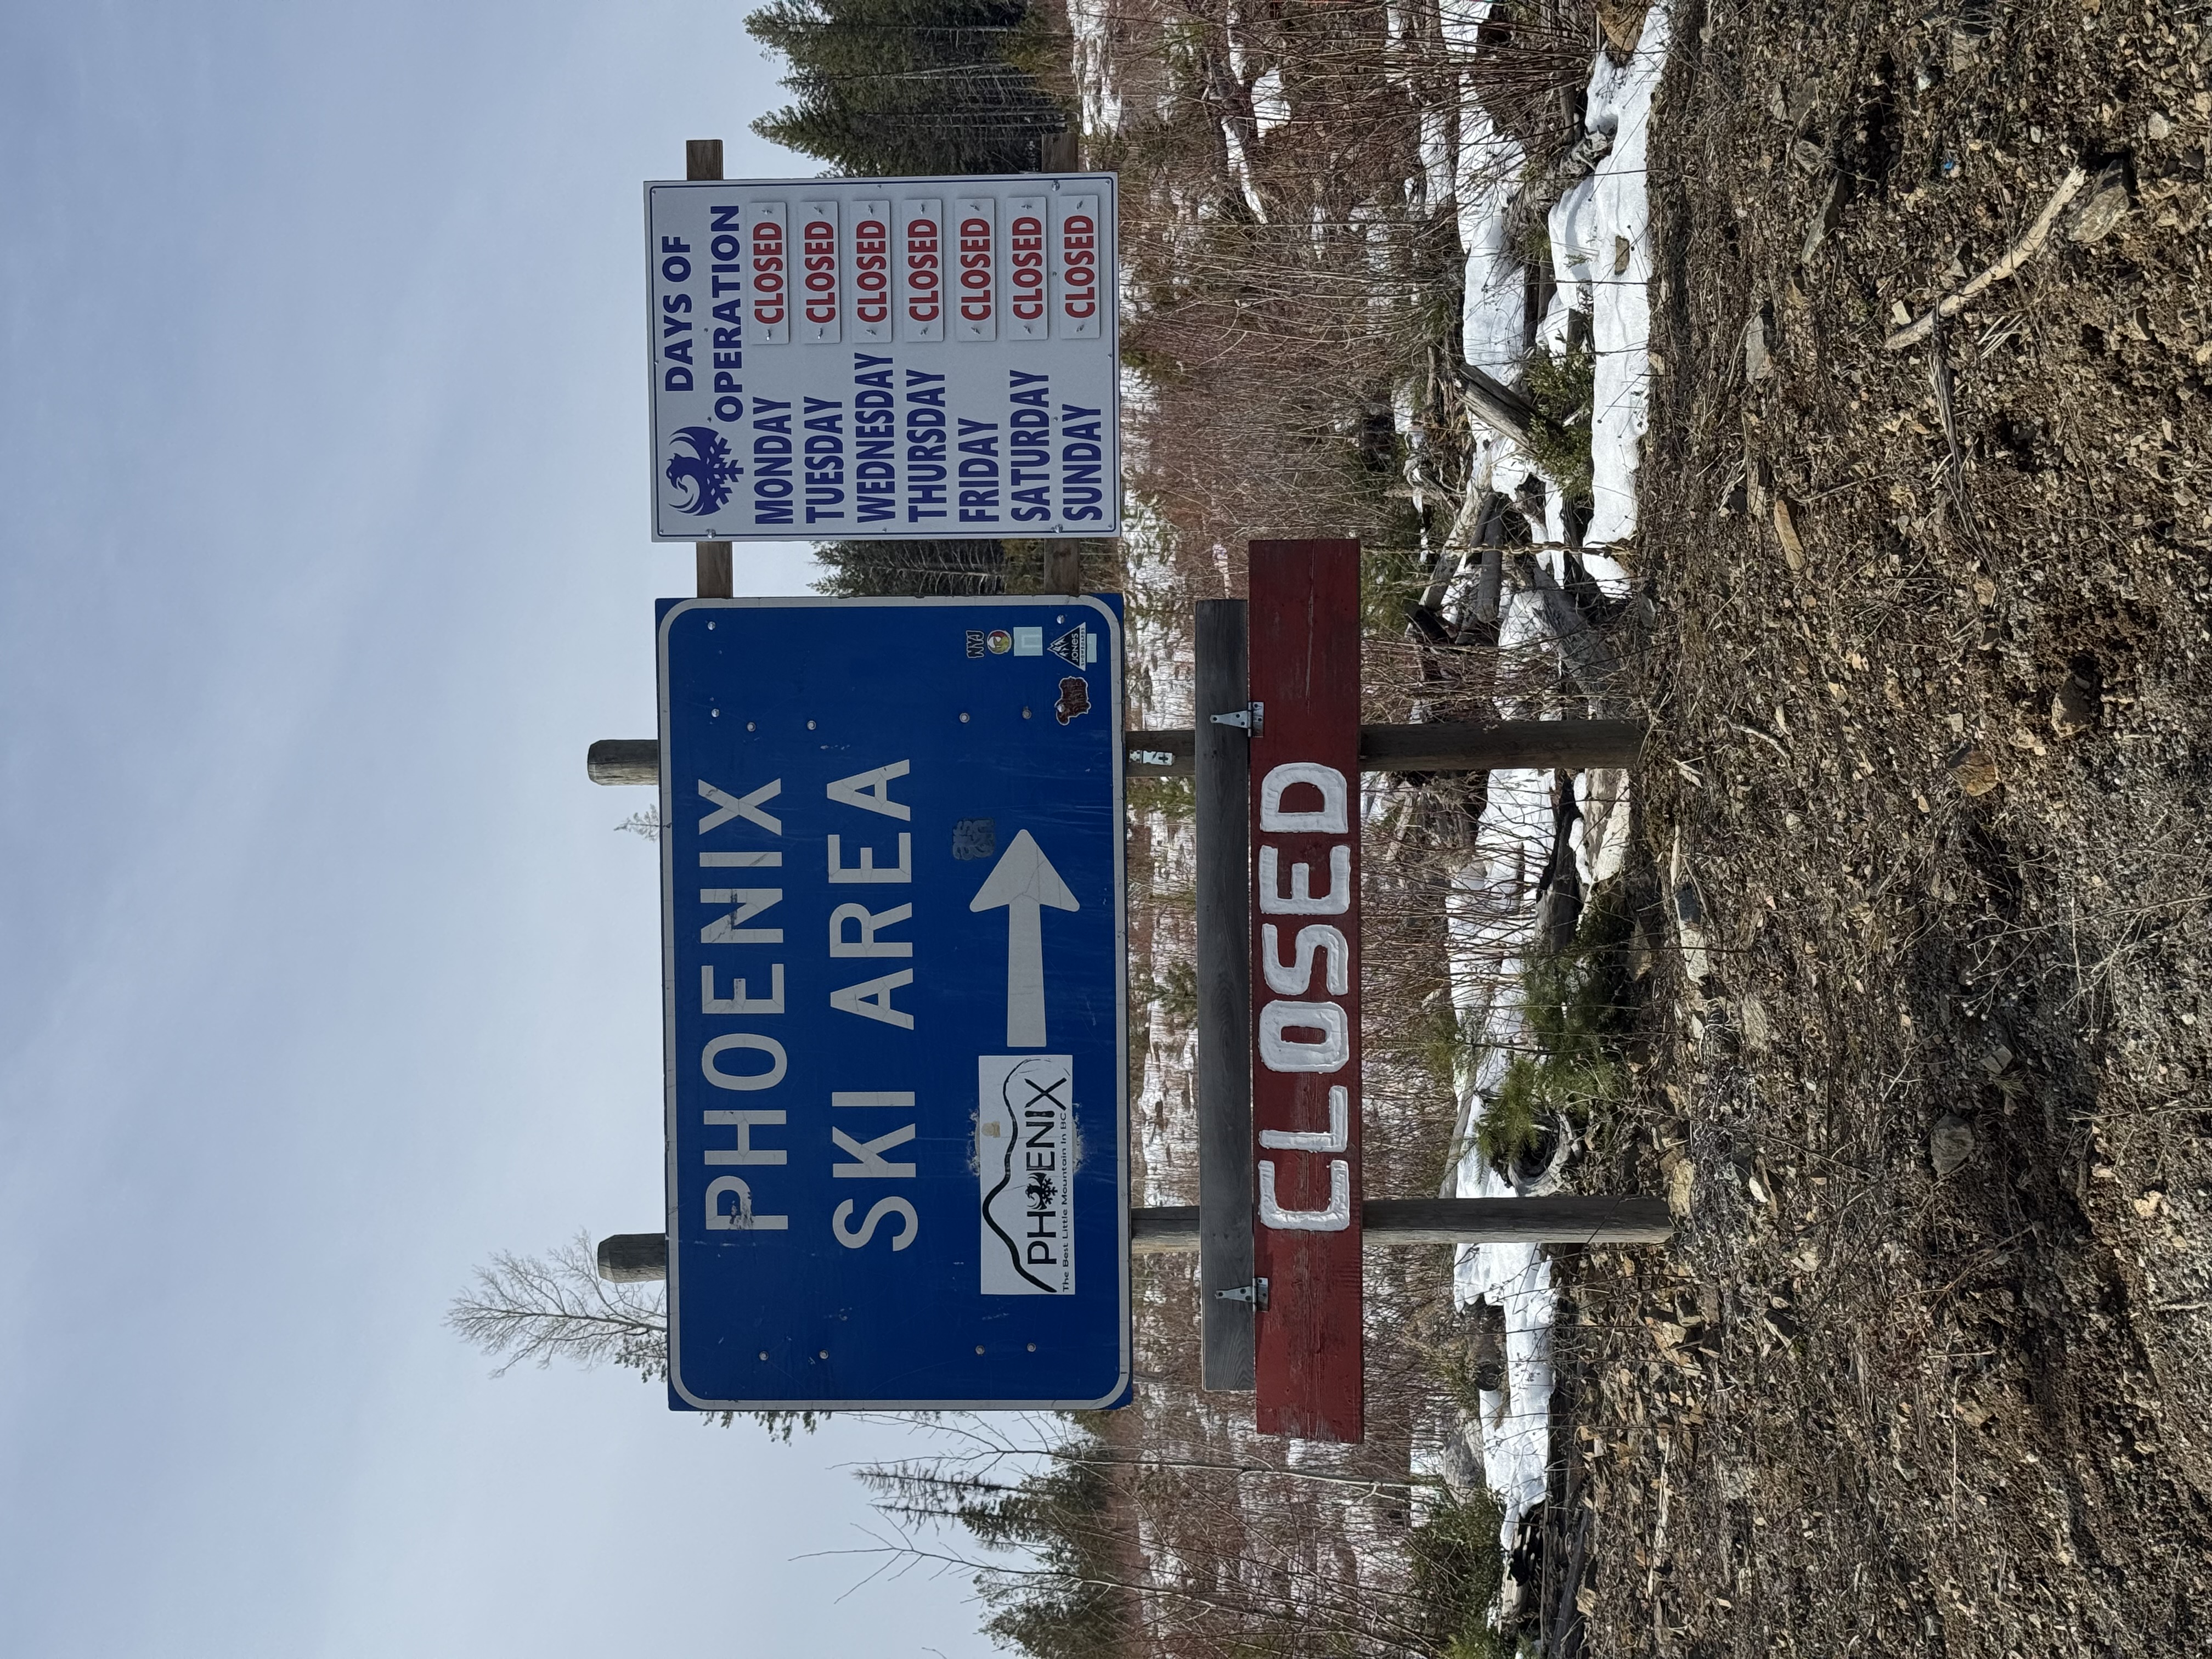 PHOENIX
SKI AREA
PHOENIX
The Best Little Mountain In BC
JONES
CLOSED
DAYS OF
OPERATION
MONDAY CLOSED
TUESDAY CLOSED
WEDNESDAY CLOSED
THURSDAY CLOSED
FRIDAY CLOSED
SATURDAY CLOSED
SUNDAY CLOSED